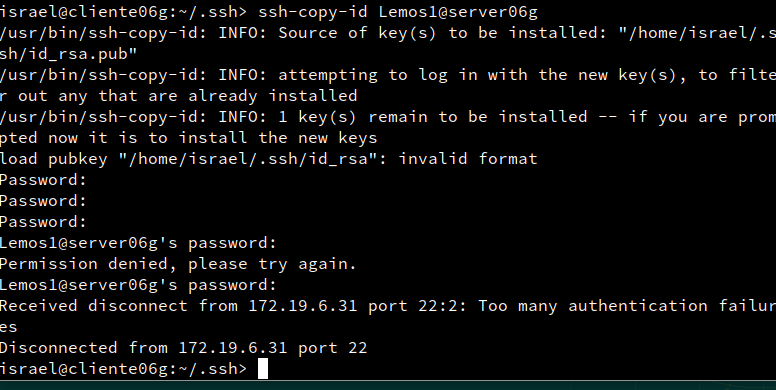 israel@cliente06g:~/.ssh> ssh-copy-id Lemos1@server06g
/usr/bin/ssh-copy-id: INFO: Source of key(s) to be installed: "/home/israel/.s
sh/id_rsa.pub"
/usr/bin/ssh-copy-id: INFO: attempting to log in with the new key(s), to filte
r out any that are already installed
/usr/bin/ssh-copy-id: INFO: 1 key(s) remain to be installed -- if you are prom
pted now it is to install the new keys
load pubkey "/home/israel/.ssh/id_rsa": invalid format
Password:
Password:
Password:
Lemos1@server06g's password:
Permission denied, please try again.
Lemos1@server06g's password:
Received disconnect from 172.19.6.31 port 22:2: Too many authentication failur
es
Disconnected from 172.19.6.31 port 22
israel@cliente06g:~/.ssh>